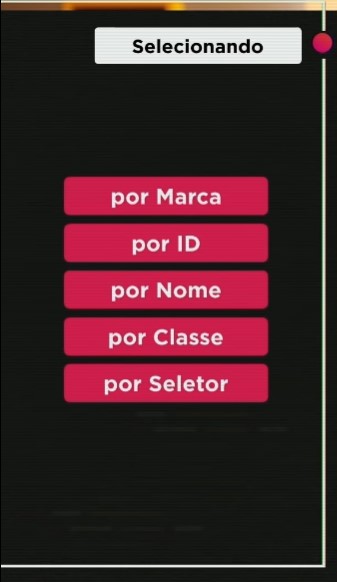 Selecionando
por Marca
por ID
por Nome
por Classe
por Seletor